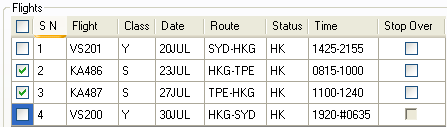 Flights
S N Flight Class Date Route Status Time Stop Over
1 VS201 Y 20JUL SYD-HKG HK 1425-2155
2 KA486 S 23JUL HKG-TPE HK 0815-1000
3 KA487 S 27JUL TPE-HKG HK 1100-1240
4 VS200 Y 30JUL HKG-SYD HK 1920-#0635